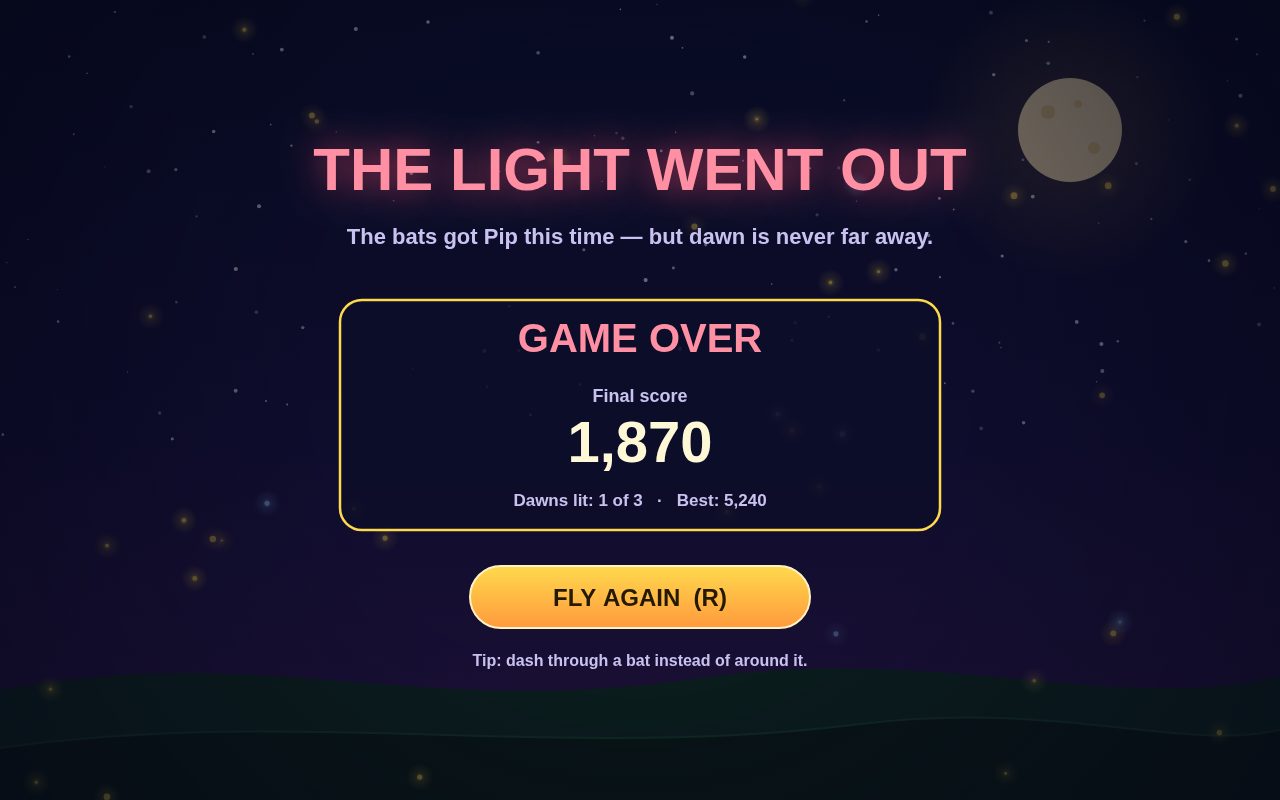 THE LIGHT WENT OUT
The bats got Pip this time — but dawn is never far away.
GAME OVER
Final score
1,870
Dawns lit: 1 of 3 · Best: 5,240
FLY AGAIN (R)
Tip: dash through a bat instead of around it.